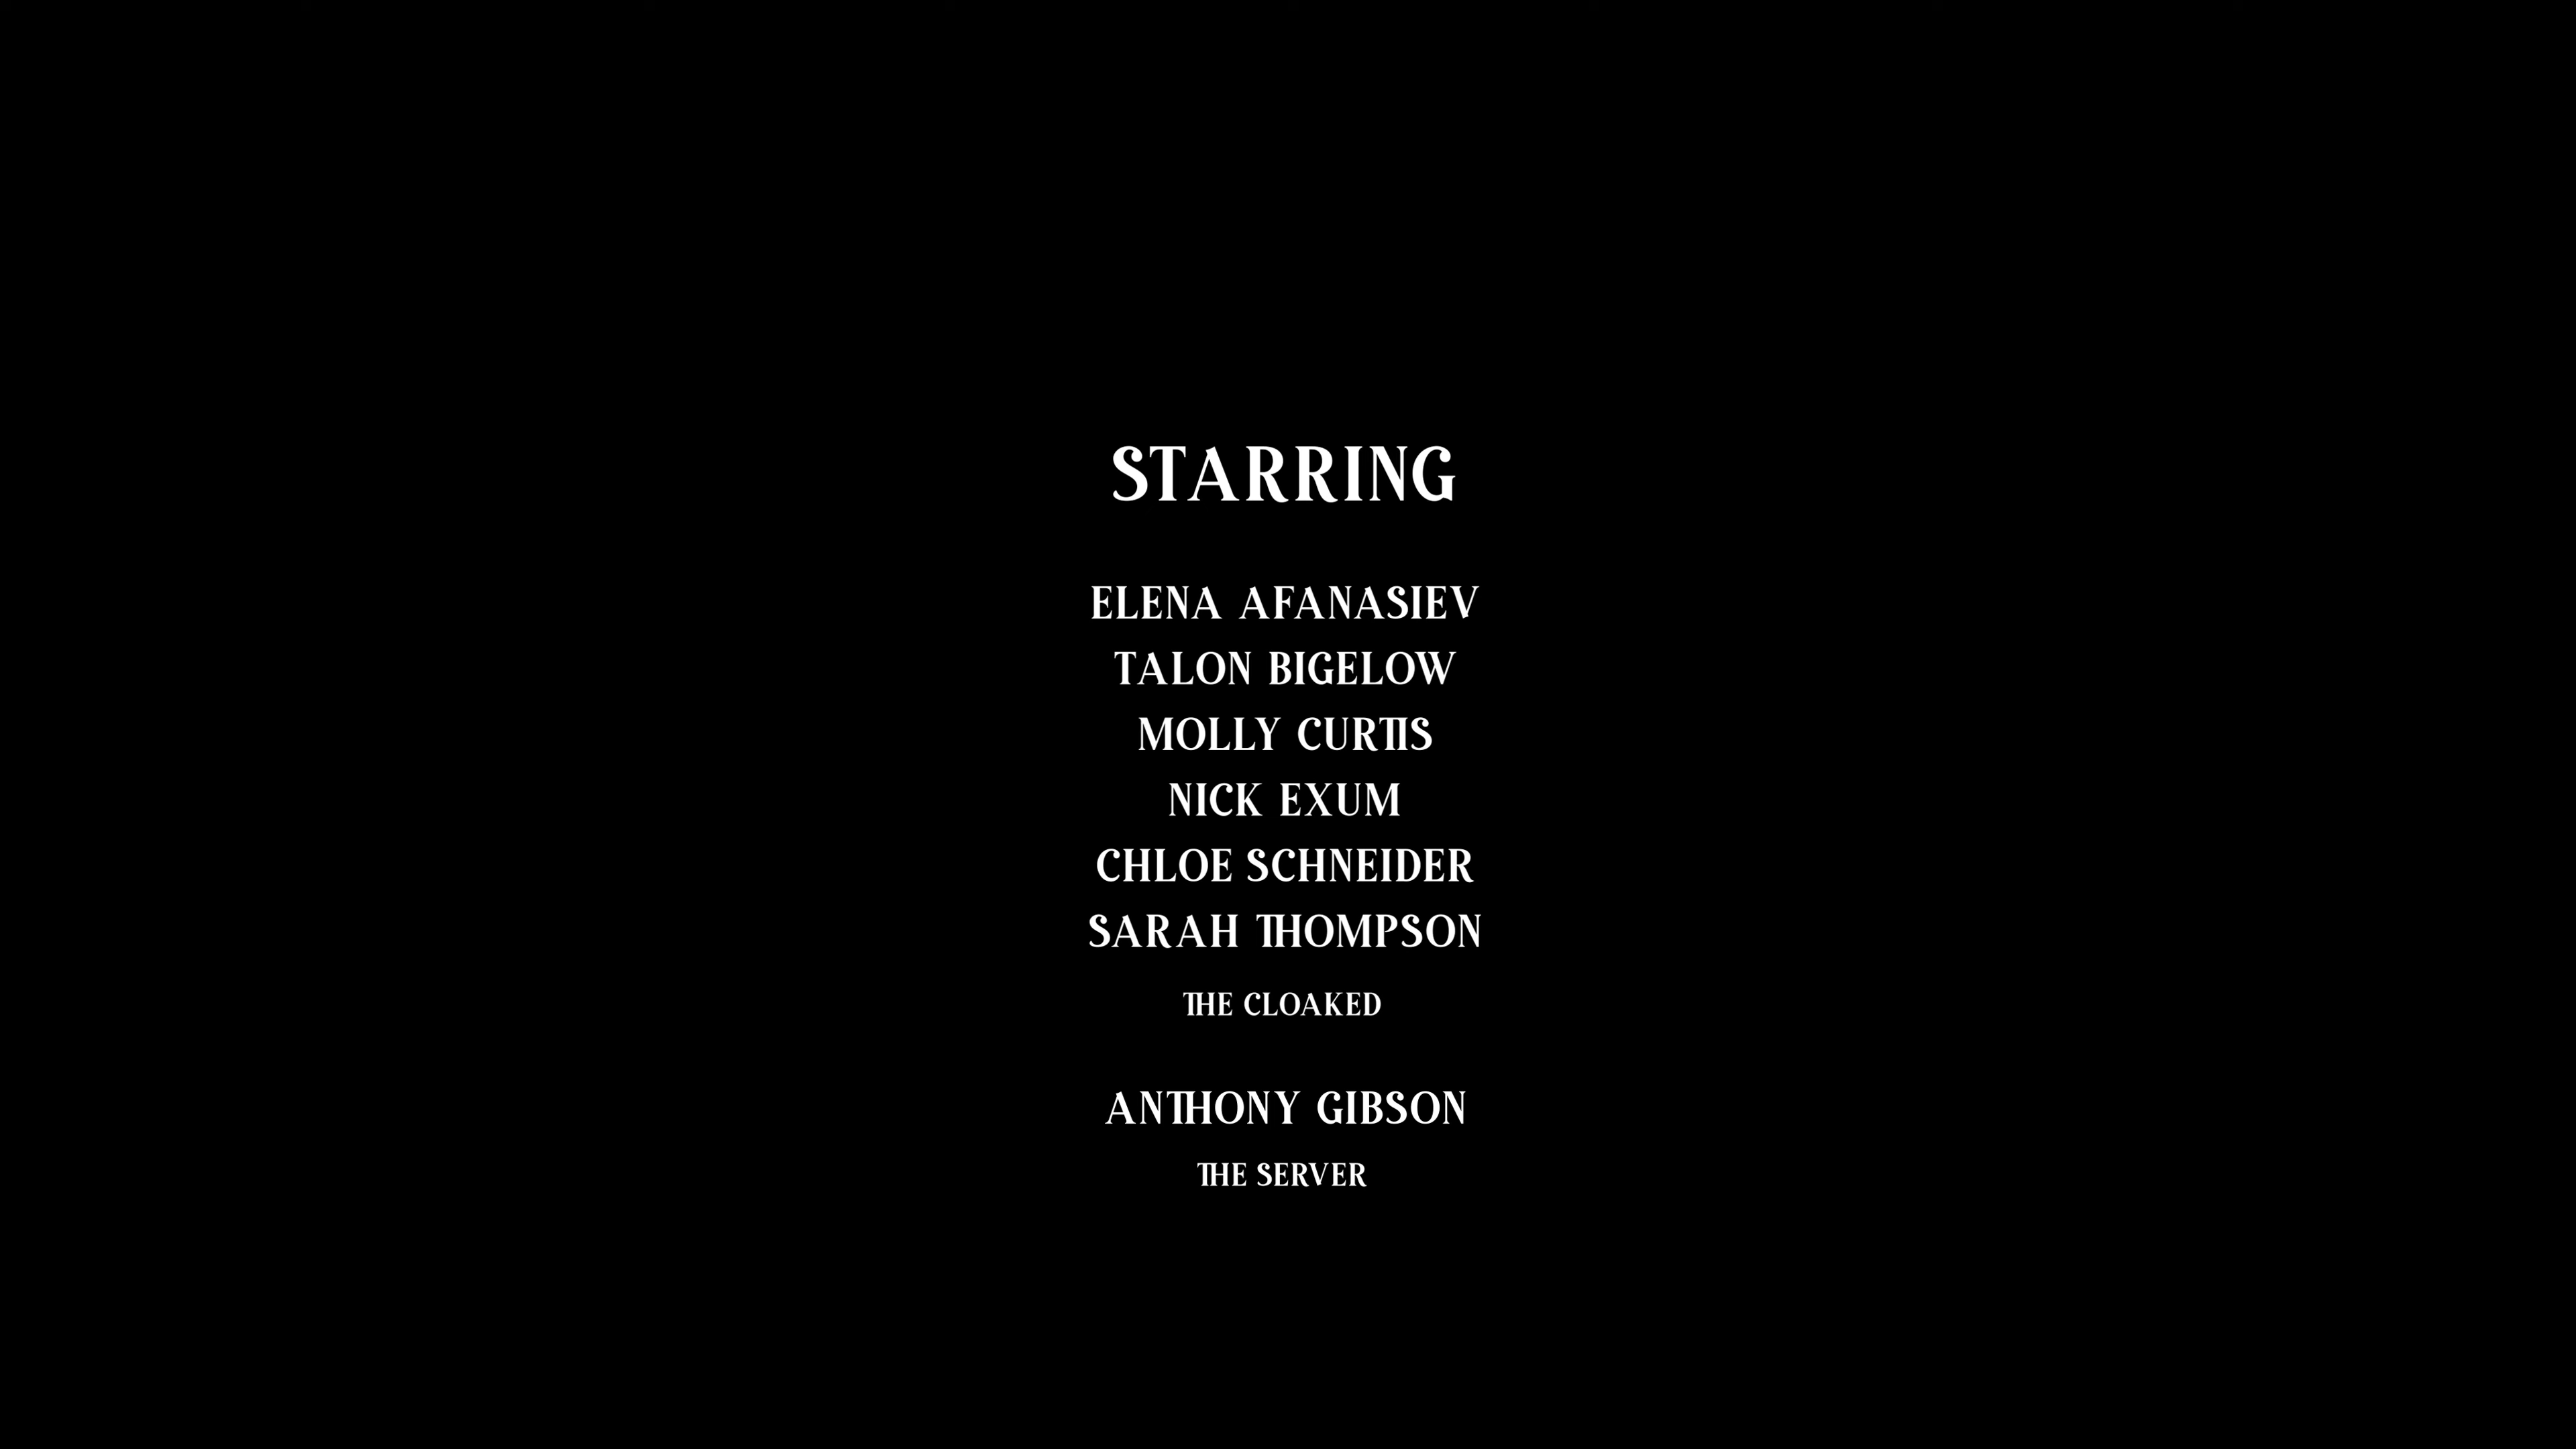 STARRING
ELENA AFANASIEV
TALON BIGELOW
MOLLY CURTIS
NICK EXUM
CHLOE SCHNEIDER
SARAH THOMPSON
THE CLOAKED
ANTHONY GIBSON
THE SERVER